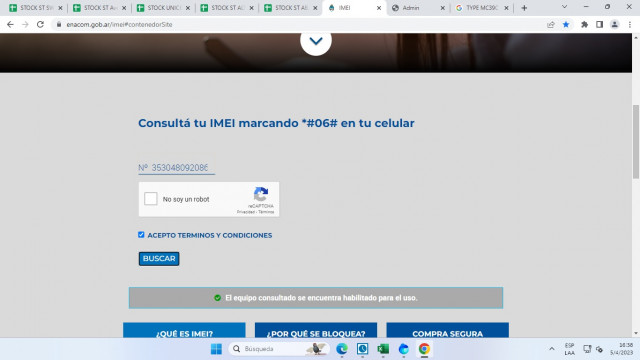 STOCK ST SW
STOCK ST A
STOCK UNIC
STOCK ST A
STOCK ST A
IMEI
Admin
TYPE MC39C
enacom.gob.ar/imei#contenedorSite
Consultá tu IMEI marcando *#06# en tu celular
Nº 353048092086
No soy un robot
reCAPTCHA
Privacidad - Términos
ACEPTO TERMINOS Y CONDICIONES
BUSCAR
El equipo consultado se encuentra habilitado para el uso.
¿QUÉ ES IMEI?
¿POR QUÉ SE BLOQUEA?
COMPRA SEGURA
Búsqueda
ESP
LAA
16:38
5/4/2023